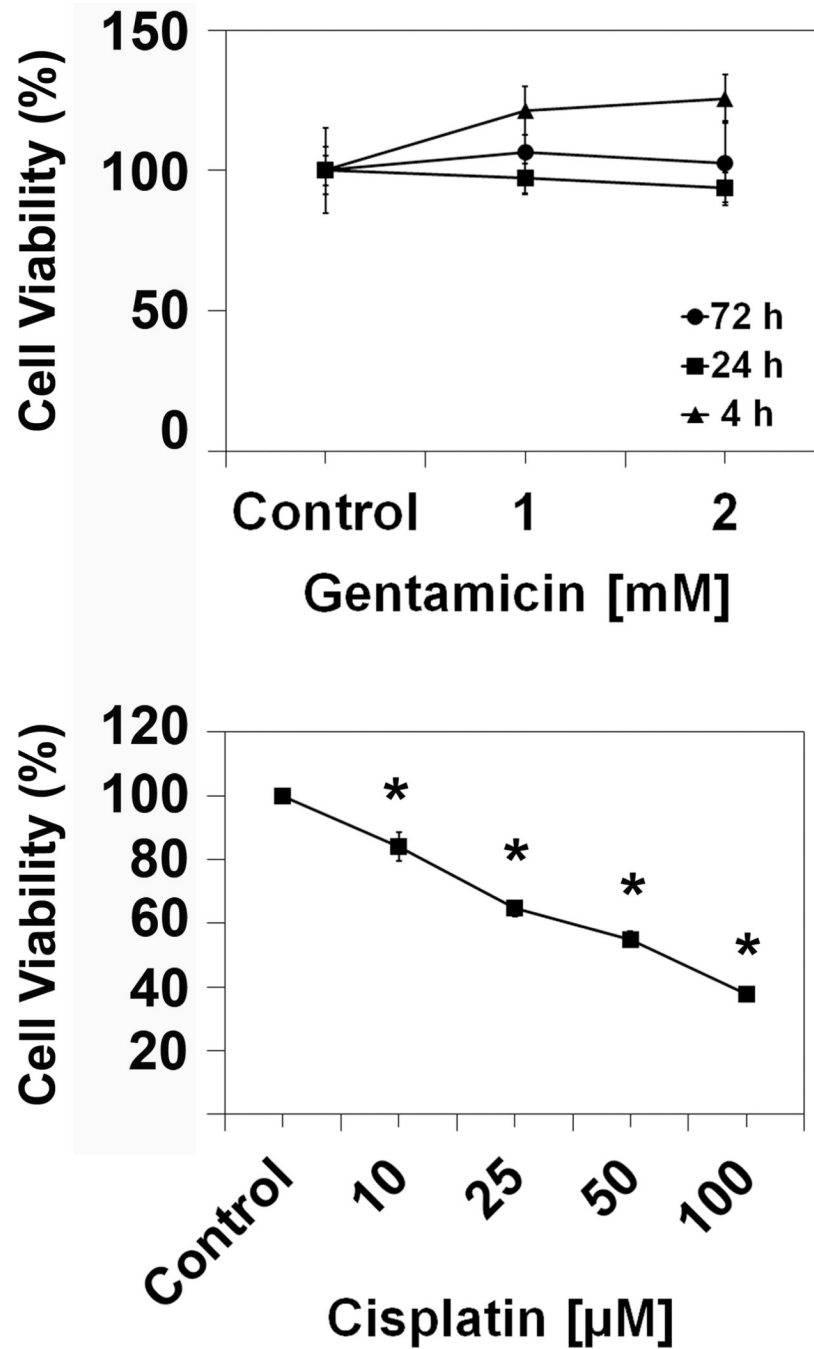 Cell Viability (%)
150
100
50
0
72 h
24 h
4 h
Control 1 2
Gentamicin [mM]
Cell Viability (%)
120
100
80
60
40
20
* * * *
Control 10 25 50 100
Cisplatin [µM]